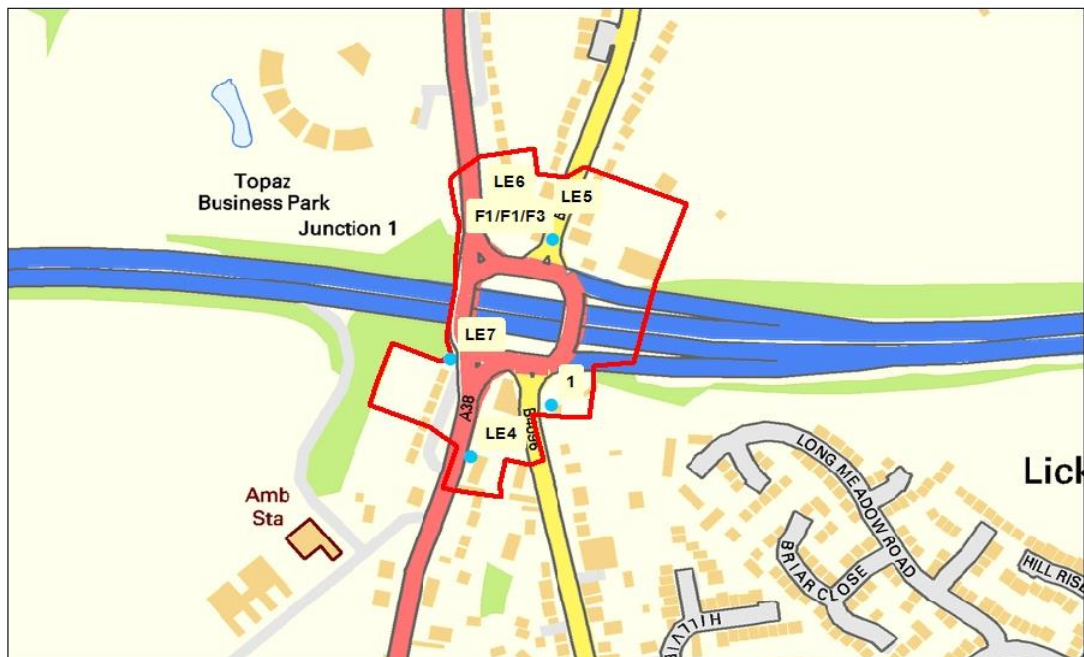 LE6
LE5
F1/F1/F3
Topaz
Business Park
Junction 1
LE7
1
A38
B4096
LE4
LONG MEADOW ROAD
Lick
Amb
Sta
BRIAR CLOSE
HILL RISE
HILLVI